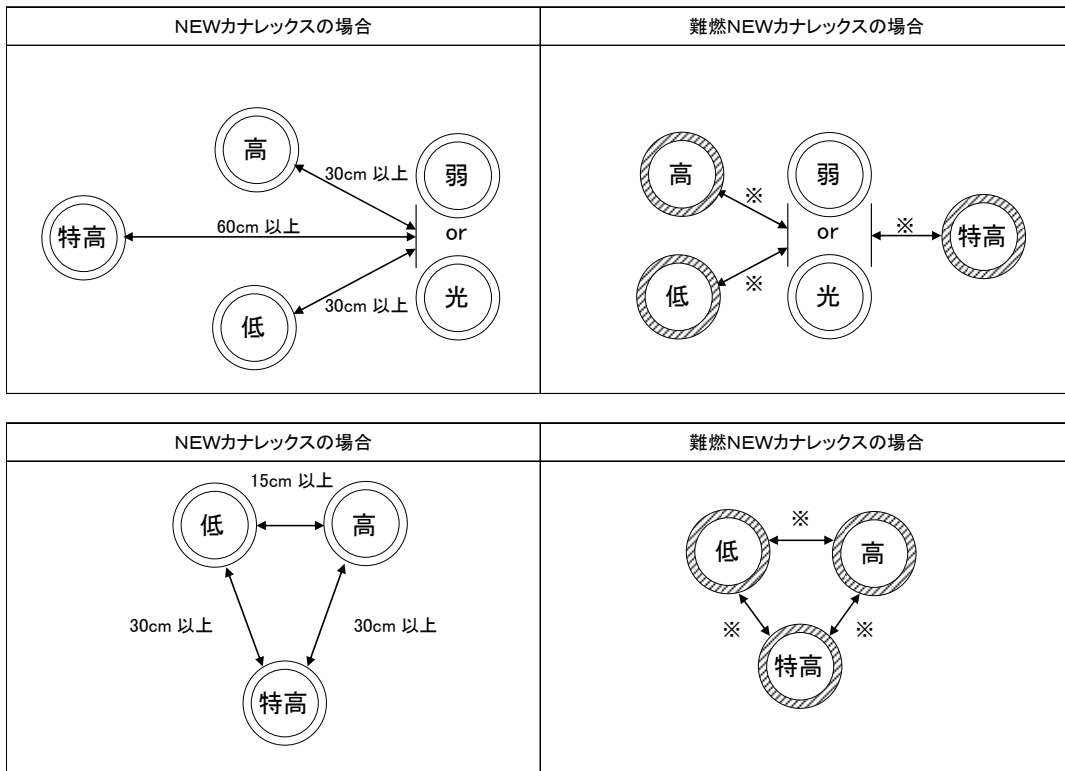 NEWカナレックスの場合
難燃NEWカナレックスの場合
高
30cm 以上
弱
特高
60cm 以上
or
低
30cm 以上
光
高
※
弱
or
※
特高
低
※
光
NEWカナレックスの場合
難燃NEWカナレックスの場合
15cm 以上
低
高
30cm 以上
30cm 以上
特高
※
低
高
※
※
特高